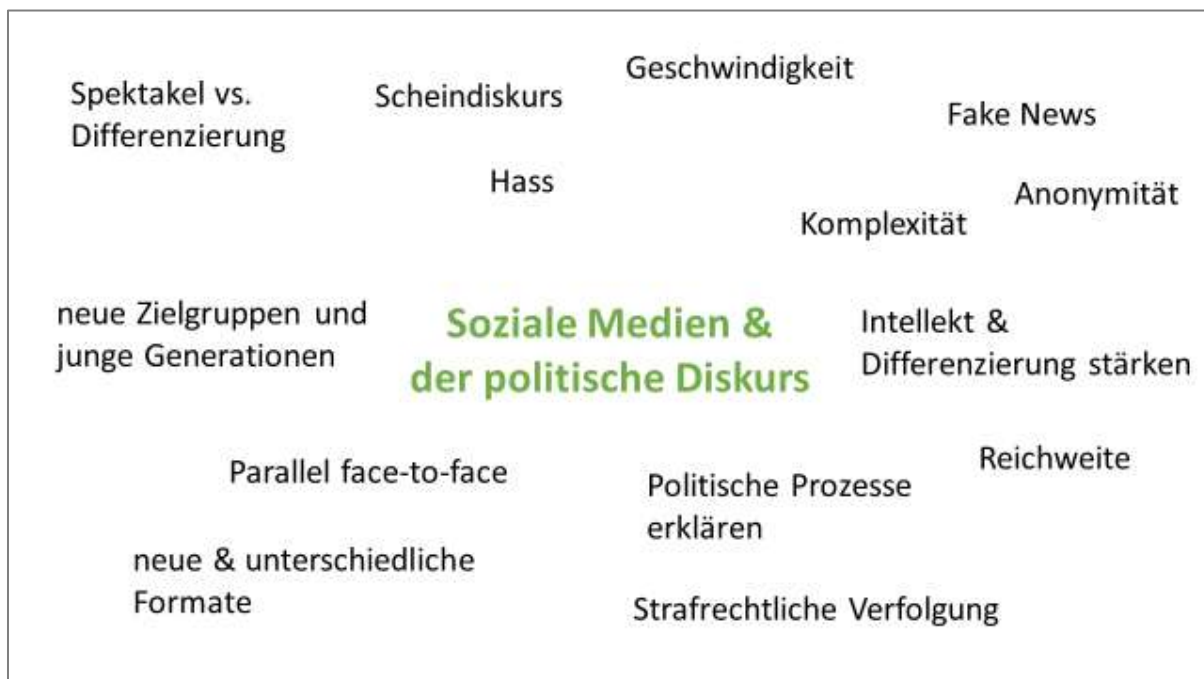 Geschwindigkeit
Spektakel vs.
Differenzierung
Scheindiskurs
Fake News
Hass
Anonymität
Komplexität
neue Zielgruppen und
junge Generationen
Soziale Medien &
der politische Diskurs
Intellekt &
Differenzierung stärken
Parallel face-to-face
Reichweite
Politische Prozesse
erklären
neue & unterschiedliche
Formate
Strafrechtliche Verfolgung